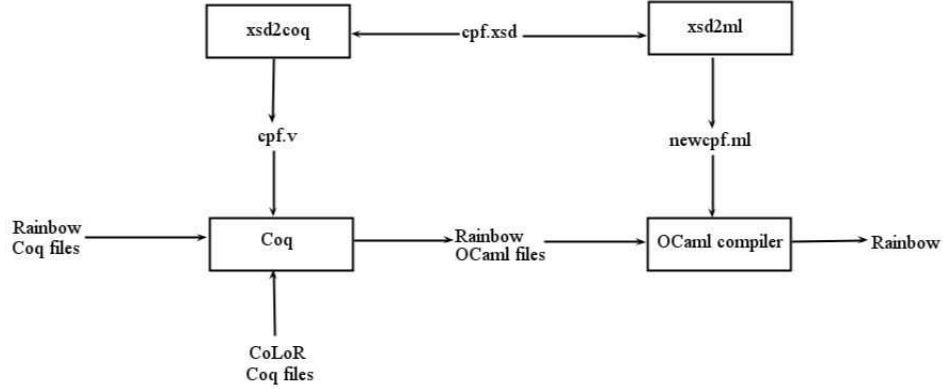 xsd2coq
cpf.xsd
xsd2ml
cpf.v
newcpf.ml
Rainbow
Coq files
Coq
Rainbow
OCaml files
OCaml compiler
Rainbow
CoLoR
Coq files